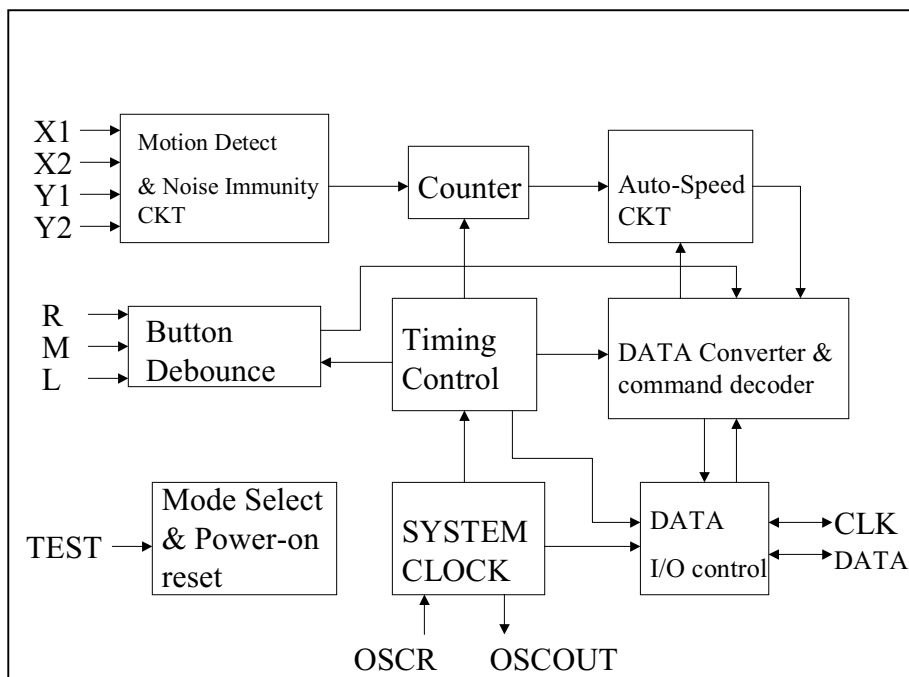 X1
X2
Y1
Y2
Motion Detect
& Noise Immunity
CKT
Counter
Auto-Speed
CKT
R
M
L
Button
Debounce
Timing
Control
DATA Converter &
command decoder
TEST
Mode Select
& Power-on
reset
SYSTEM
CLOCK
DATA
I/O control
CLK
DATA
OSCR
OSCOUT